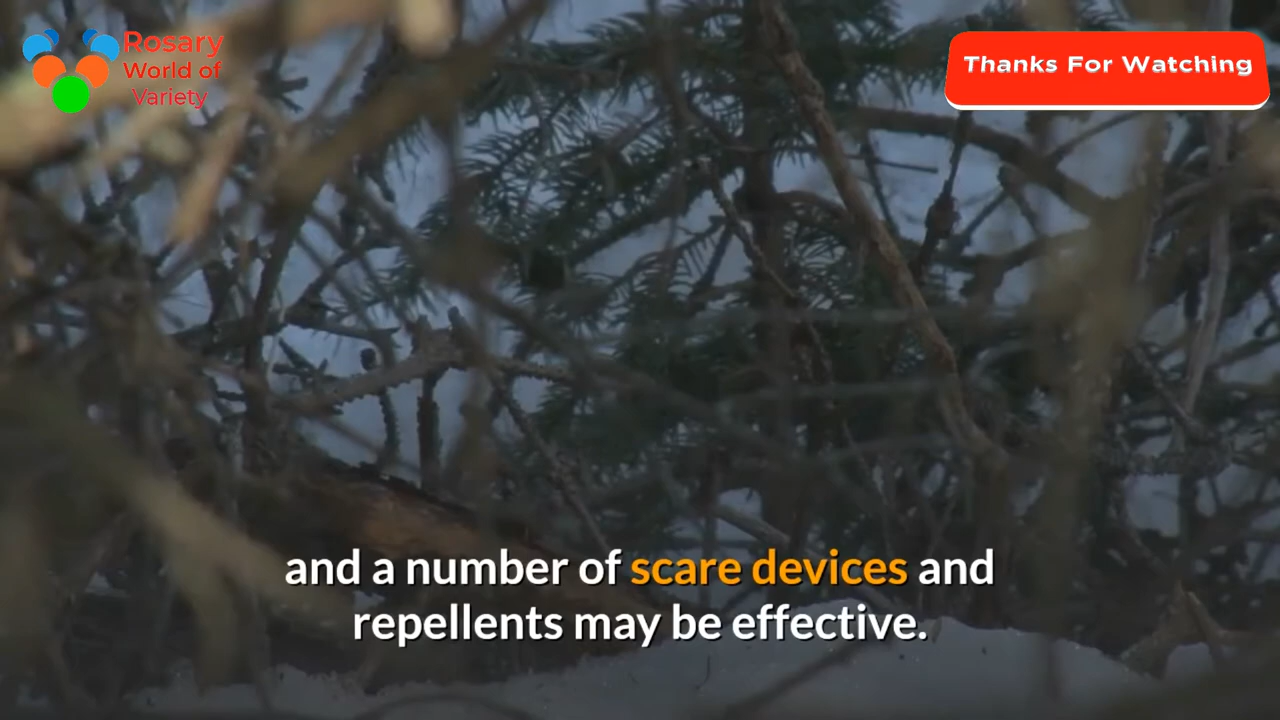 Rosary
World of
Variety
Thanks For Watching
and a number of scare devices and
repellents may be effective.